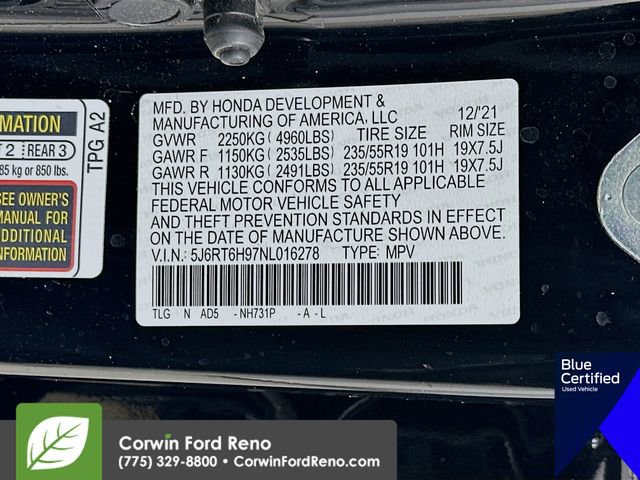 MFD. BY HONDA DEVELOPMENT &
MANUFACTURING OF AMERICA, LLC 12/'21
GVWR 2250KG ( 4960LBS) TIRE SIZE RIM SIZE
GAWR F 1150KG ( 2535LBS) 235/55R19 101H 19X7.5J
GAWR R 1130KG ( 2491LBS) 235/55R19 101H 19X7.5J
THIS VEHICLE CONFORMS TO ALL APPLICABLE
FEDERAL MOTOR VEHICLE SAFETY
AND THEFT PREVENTION STANDARDS IN EFFECT
ON THE DATE OF MANUFACTURE SHOWN ABOVE.
V.I.N.: 5J6RT6H97NL016278 TYPE: MPV
TLG N AD5 -NH731P -A-L
MATION
2 REAR 3
85 kg or 850 lbs.
SEE OWNER'S
MANUAL FOR
ADDITIONAL
TPG A2
Blue
Certified
Used Vehicle
Corwin Ford Reno
(775) 329-8800 • CorwinFordReno.com